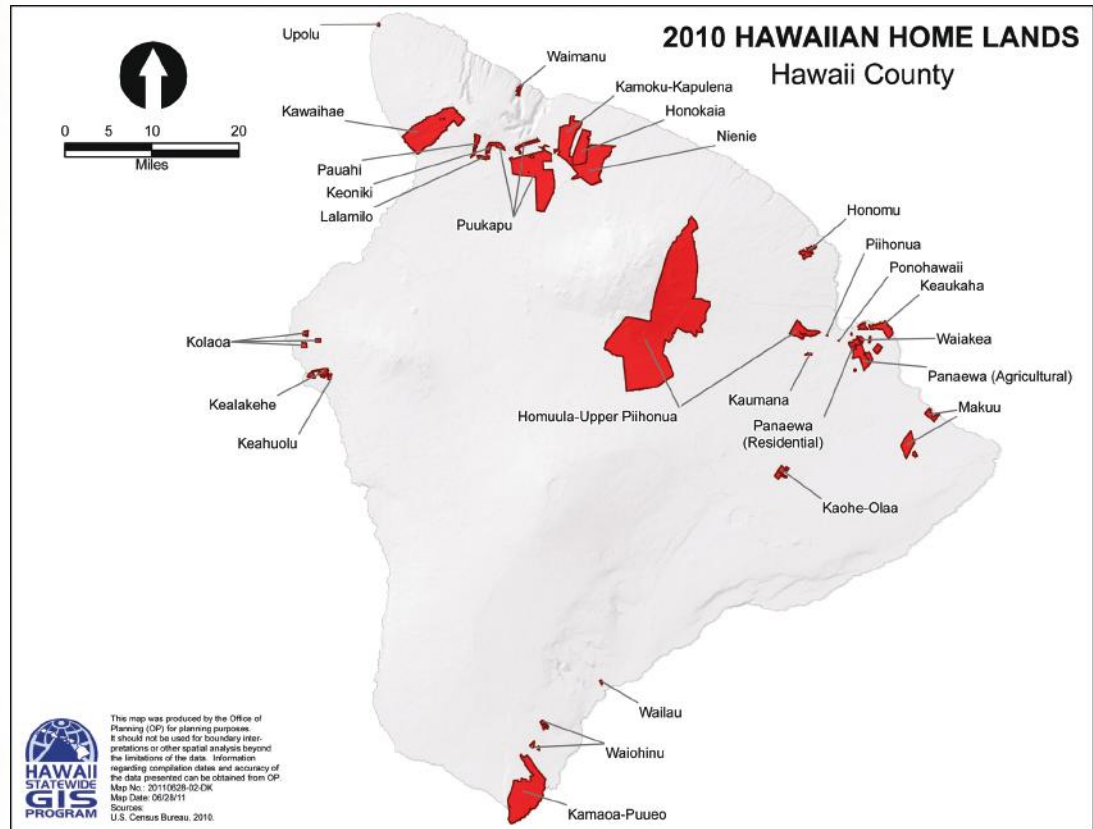 2010 HAWAIIAN HOME LANDS
Hawaii County
0 5 10 20
Miles
Upolu
Waimanu
Kamoku-Kapulena
Honokaia
Nienie
Kawaihae
Pauahi
Keoniki
Lalamilo
Puukapu
Honomu
Piihonua
Ponohawaii
Keaukaha
Waiakea
Panaewa (Agricultural)
Makuu
Kolaoa
Kealakehe
Keahuolu
Homuula-Upper Piihonua
Kaumana
Panaewa
(Residential)
Kaohe-Olaa
Wailau
Waiohinu
Kamaoa-Puueo
HAWAII
STATEWIDE
GIS
PROGRAM
This map was produced by the Office of
Planning (OP) for planning purposes.
It should not be used for boundary inter-
pretations or other spatial analysis beyond
the limitations of the data. Information
regarding compilation dates and accuracy of
the data presented can be obtained from OP.
Map No.: 20110628-02-DK
Map Date: 06/28/11
Sources:
U.S. Census Bureau, 2010.